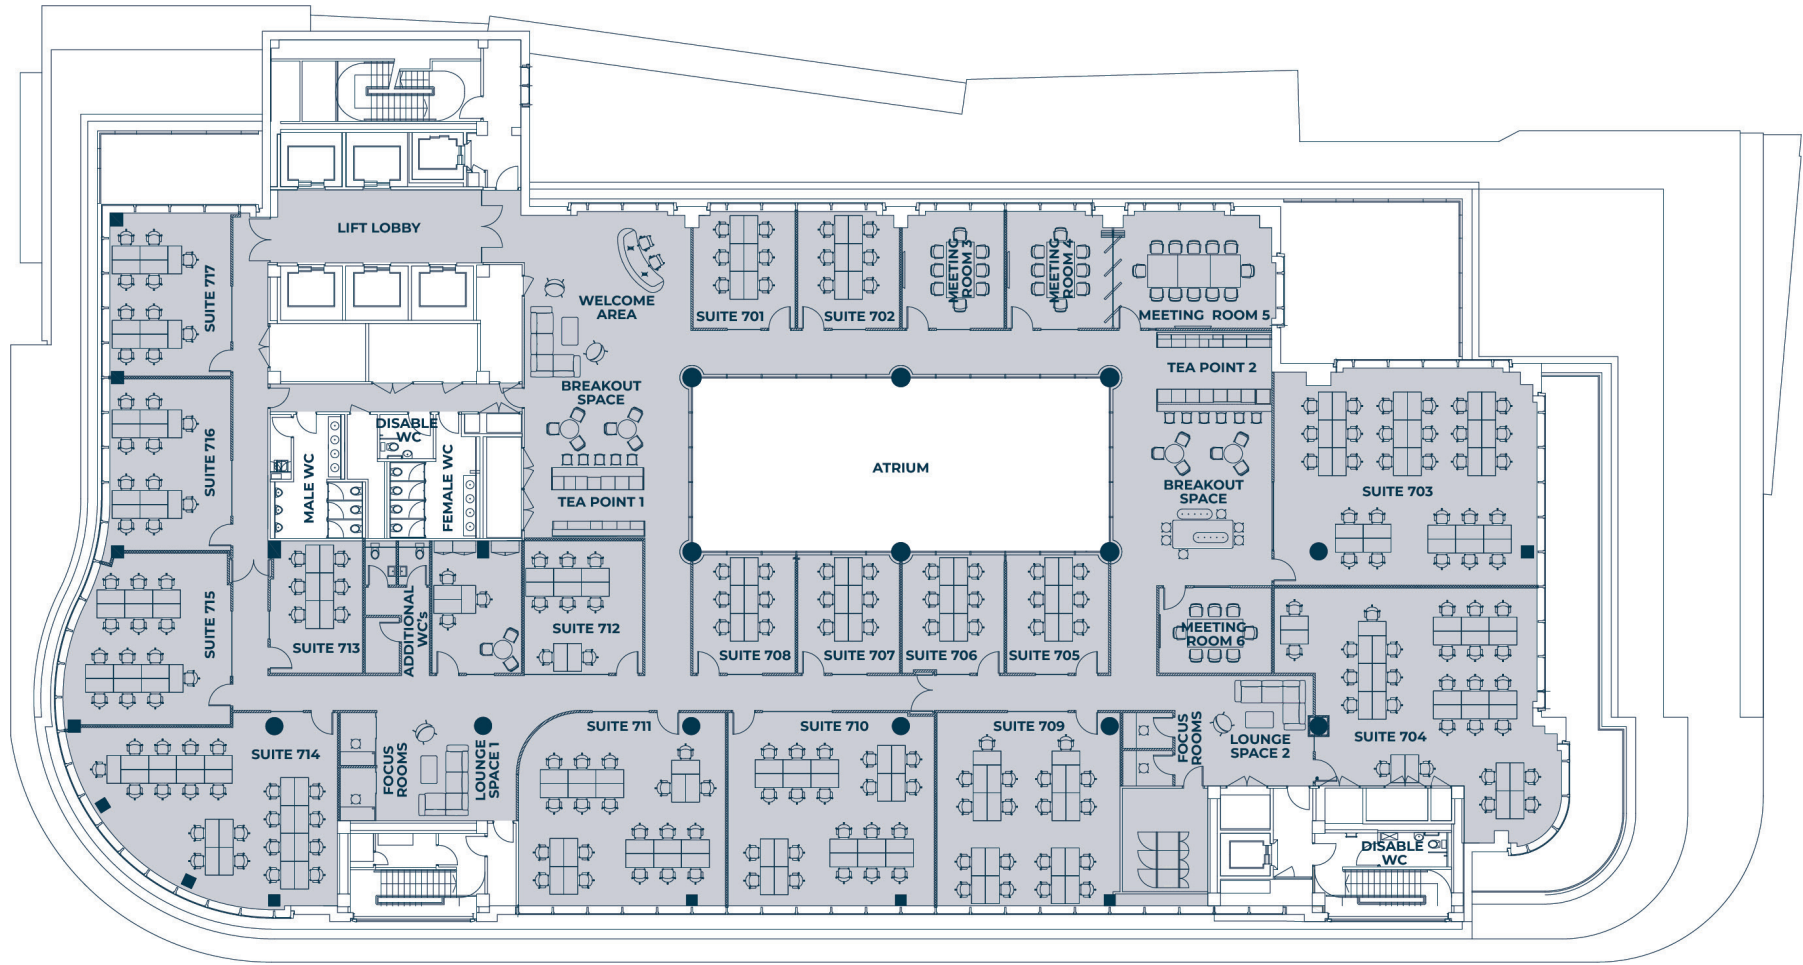 LIFT LOBBY
SUITE 717
WELCOME
AREA
SUITE 701
SUITE 702
MEETING
ROOM 3
MEETING
ROOM 4
MEETING ROOM 5
BREAKOUT
SPACE
TEA POINT 2
SUITE 716
MALE WC
DISABLE
WC
FEMALE WC
TEA POINT 1
ATRIUM
BREAKOUT
SPACE
SUITE 703
SUITE 715
SUITE 713
ADDITIONAL
WC's
SUITE 712
SUITE 708
SUITE 707
SUITE 706
SUITE 705
MEETING
ROOM 6
SUITE 714
FOCUS
ROOMS
LOUNGE
SPACE 1
SUITE 711
SUITE 710
SUITE 709
FOCUS
ROOMS
LOUNGE
SPACE 2
SUITE 704
DISABLE
WC